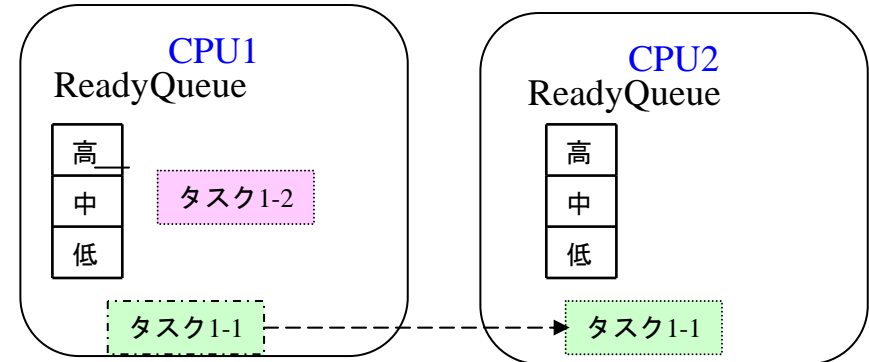 CPU1
ReadyQueue
高
中
低
タスク1-2
タスク1-1
CPU2
ReadyQueue
高
中
低
タスク1-1